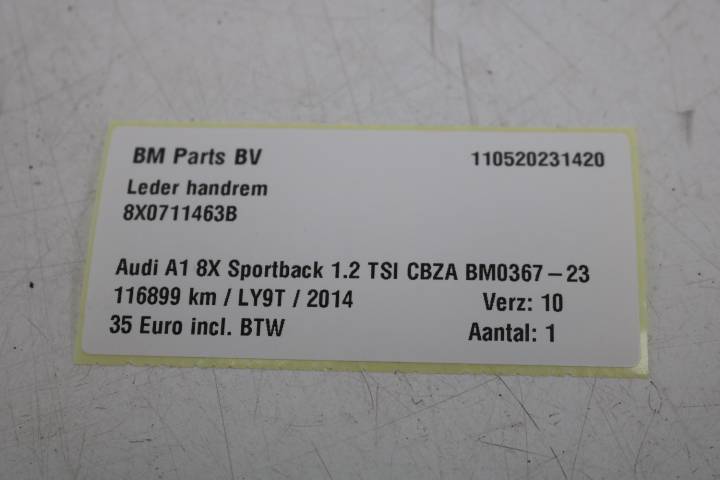 BM Parts BV 110520231420
Leder handrem
8X0711463B
Audi A1 8X Sportback 1.2 TSI CBZA BM0367-23
116899 km / LY9T / 2014 Verz: 10
35 Euro incl. BTW Aantal: 1